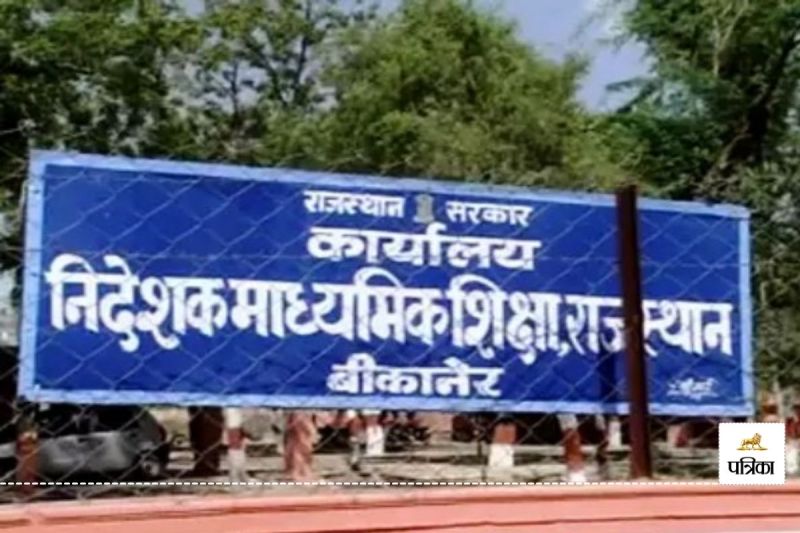 राजस्थान सरकार
कार्यालय
निदेशक माध्यमिक शिक्षा, राजस्थान
बीकानेर
पत्रिका